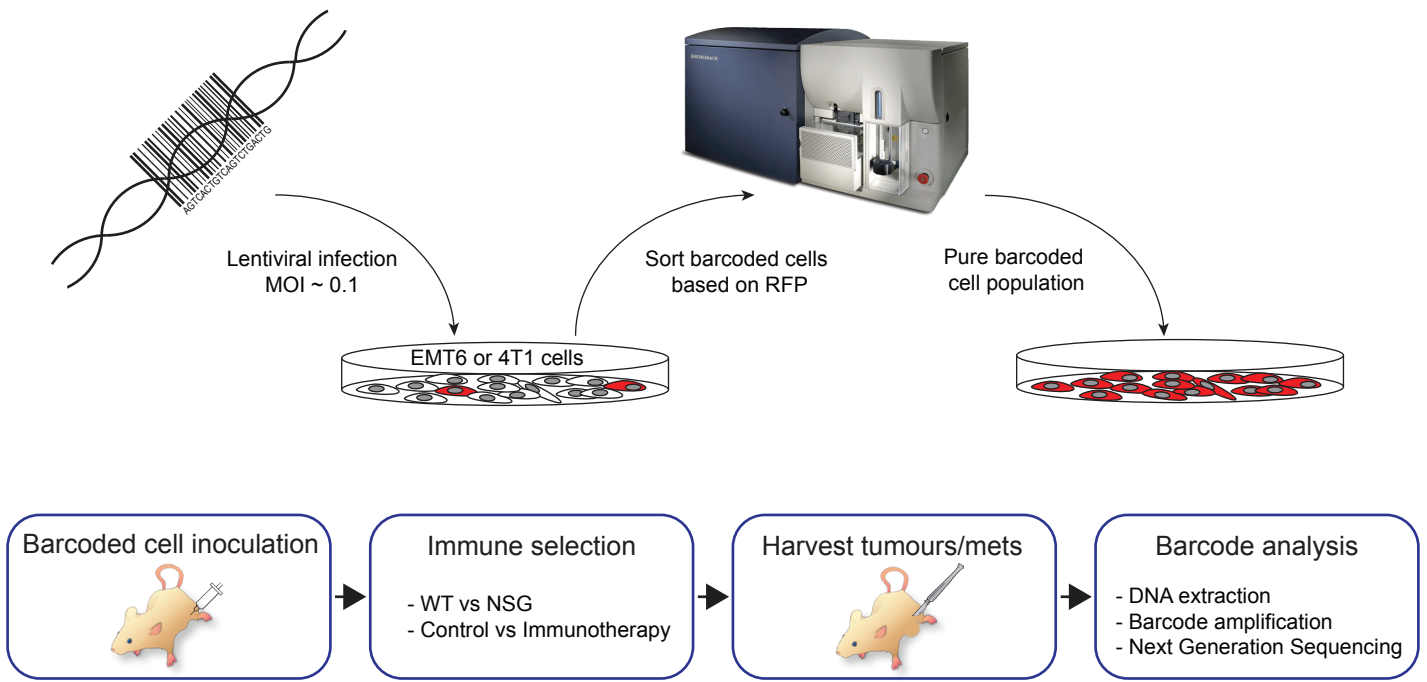 AGTCACTGTCAGTCTGACTG
Lentiviral infection
MOI ~ 0.1
EMT6 or 4T1 cells
Sort barcoded cells
based on RFP
Pure barcoded
cell population
Barcoded cell inoculation
Immune selection
- WT vs NSG
- Control vs Immunotherapy
Harvest tumours/mets
Barcode analysis
- DNA extraction
- Barcode amplification
- Next Generation Sequencing